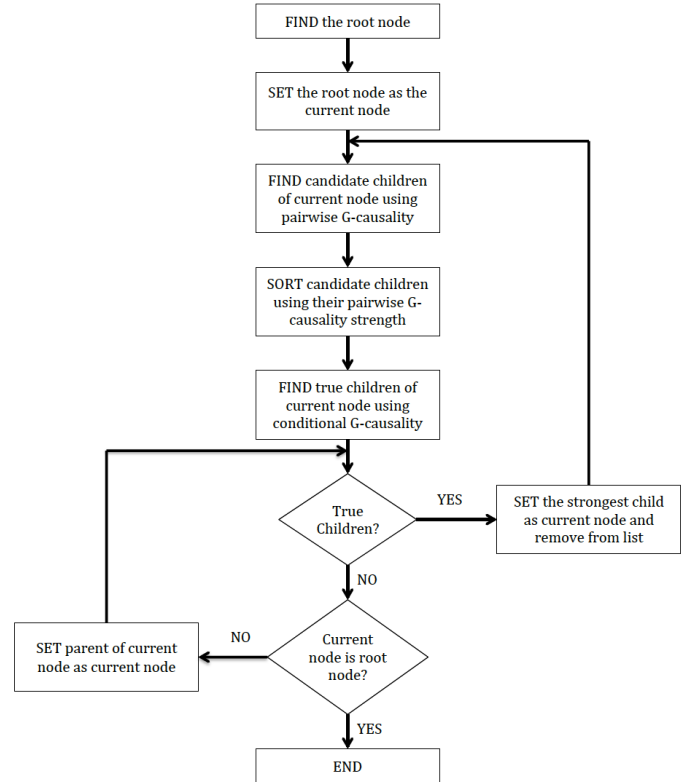 FIND the root node
SET the root node as the
current node
FIND candidate children
of current node using
pairwise G-causality
SORT candidate children
using their pairwise G-
causality strength
FIND true children of
current node using
conditional G-causality
True
Children?
YES
SET the strongest child
as current node and
remove from list
NO
Current
node is root
node?
NO
SET parent of current
node as current node
YES
END